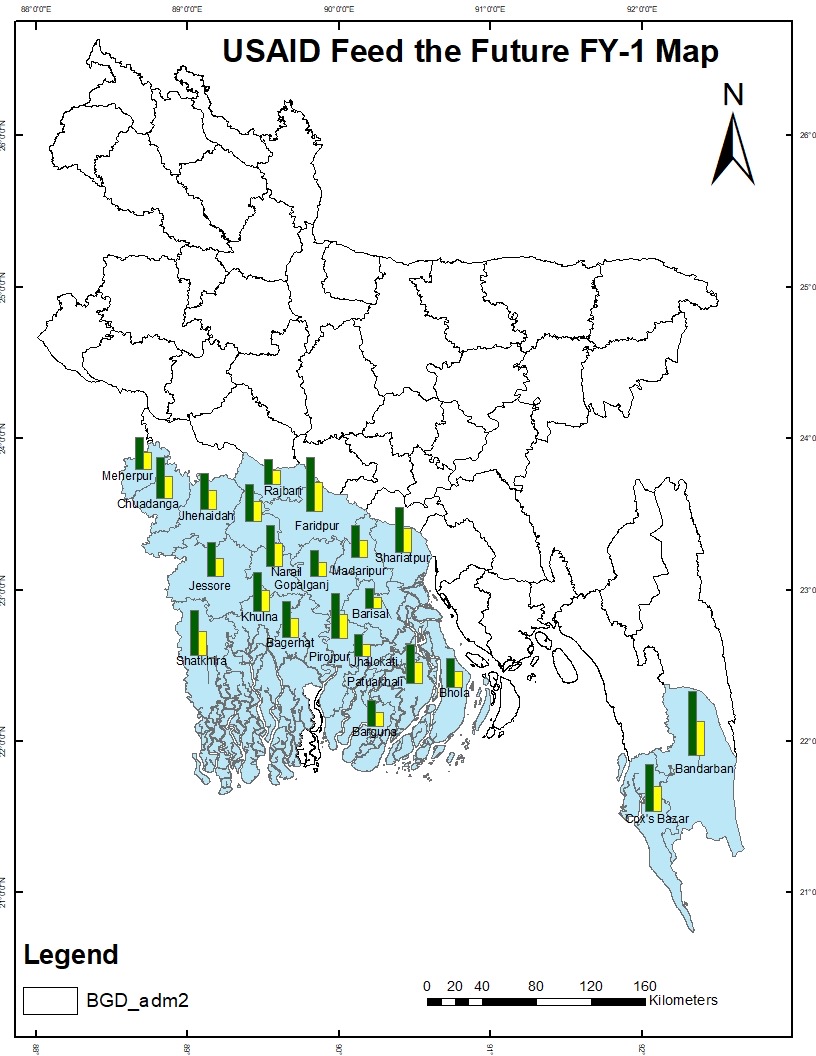 88°0'0"E 89°0'0"E 90°0'0"E 91°0'0"E 92°0'0"E
USAID Feed the Future FY-1 Map
N
26°0'0"N
25°0'0"N
24°0'0"N
Meherpur
Chuadanga
Rajbari
Jhenaidah
Faridpur
Shariatpur
Narail
Madaripur
Jessore
Gopalganj
23°0'0"N
Khulna
Barisal
Bagerhat
Shatkhira
Pirojpur
Jhalokati
Patuakhali
Bhola
Barguna
22°0'0"N
Bandarban
Cox's Bazar
21°0'0"N
Legend
BGD_adm2
0 20 40 80 120 160
Kilometers
88° 89° 90° 91° 92°